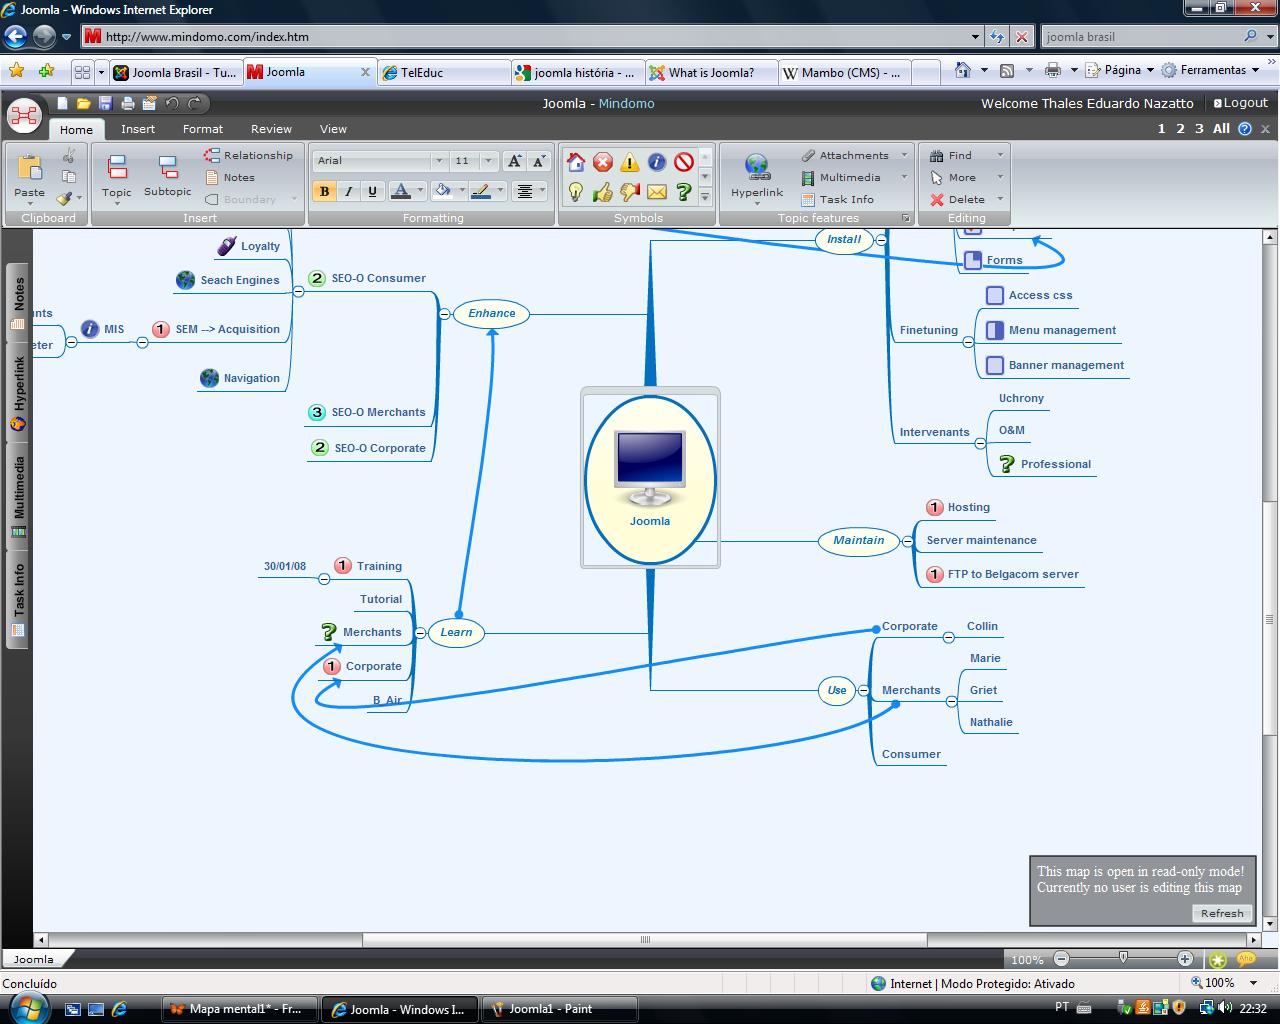 Joomla - Windows Internet Explorer
http://www.mindomo.com/index.htm
joomla brasil
Joomla Brasil - Tu...
Joomla
TelEduc
joomla história - ...
What is Joomla?
Mambo (CMS) - ...
Página
Ferramentas
Joomla - Mindomo
Welcome Thales Eduardo Nazatto
Logout
Home
Insert
Format
Review
View
1 2 3 All
Paste
Clipboard
Topic
Subtopic
Relationship
Notes
Boundary
Insert
Arial
11
B I U
Formatting
Symbols
Hyperlink
Attachments
Multimedia
Task Info
Topic features
Find
More
Delete
Editing
Notes
Hyperlink
Multimedia
Task Info
Loyalty
Seach Engines
2 SEO-O Consumer
MIS
1 SEM --> Acquisition
Navigation
3 SEO-O Merchants
2 SEO-O Corporate
Enhance
Install
Forms
Access css
Finetuning
Menu management
Banner management
Uchrony
Intervenants
O&M
Professional
Joomla
1 Hosting
Maintain
Server maintenance
1 FTP to Belgacom server
30/01/08
1 Training
Tutorial
Merchants
Learn
1 Corporate
B_Air
Corporate
Collin
Marie
Use
Merchants
Griet
Nathalie
Consumer
This map is open in read-only mode!
Currently no user is editing this map
Refresh
Joomla
100%
Concluído
Internet | Modo Protegido: Ativado
100%
Mapa mental1* - Fr...
Joomla - Windows I...
Joomla1 - Paint
PT
22:32